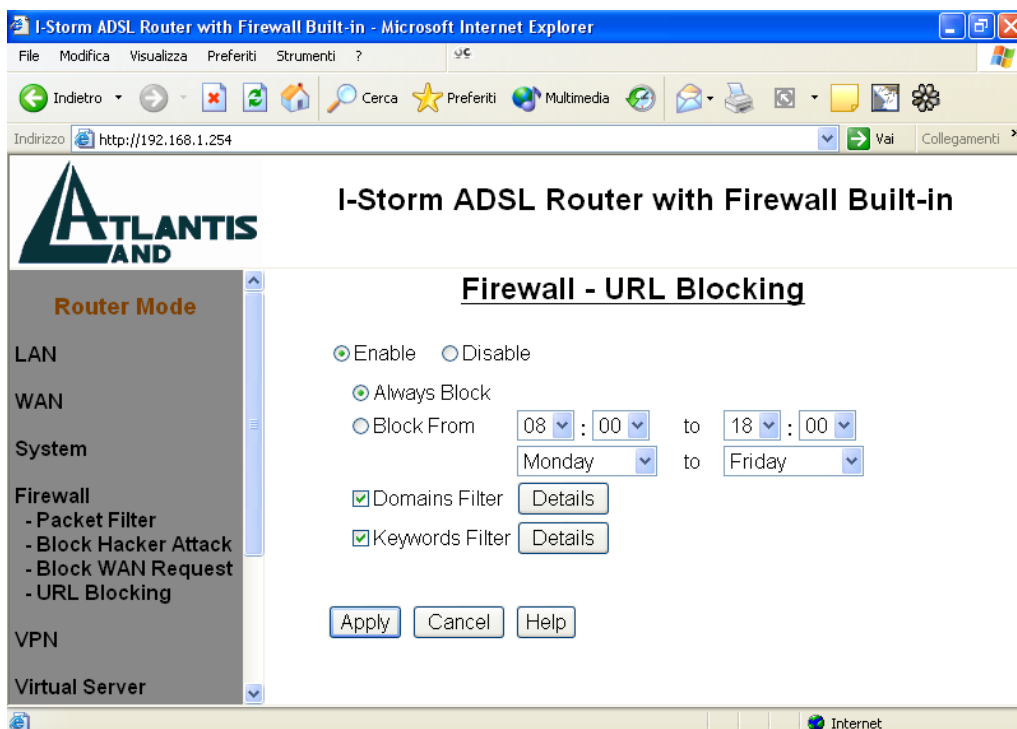 I-Storm ADSL Router with Firewall Built-in - Microsoft Internet Explorer
File Modifica Visualizza Preferiti Strumenti ?
Indietro Cerca Preferiti Multimedia
Indirizzo http://192.168.1.254 Vai Collegamenti »
ATLANTIS
LAND
I-Storm ADSL Router with Firewall Built-in
Router Mode
LAN
WAN
System
Firewall
- Packet Filter
- Block Hacker Attack
- Block WAN Request
- URL Blocking
VPN
Virtual Server
Firewall - URL Blocking
Enable Disable
Always Block
Block From 08 : 00 to 18 : 00
Monday to Friday
Domains Filter Details
Keywords Filter Details
Apply Cancel Help
Internet